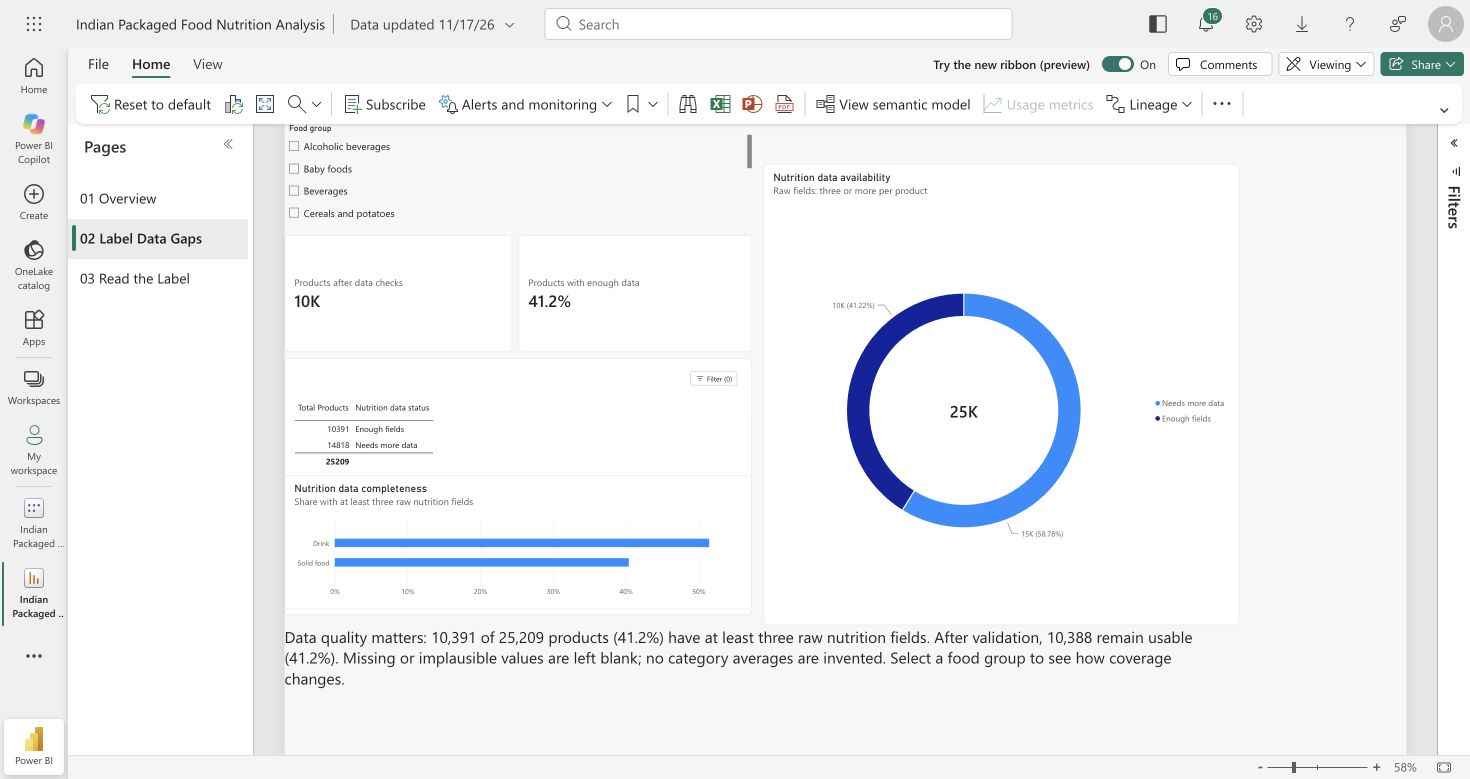 Indian Packaged Food Nutrition Analysis
Data updated 11/17/26
Search
16
Home
Power BI
Copilot
Create
OneLake
catalog
Apps
Workspaces
My
workspace
Indian
Packaged ...
Indian
Packaged ..
Power BI
File
Home
View
Try the new ribbon (preview)
On
Comments
Viewing
Share
Reset to default
Subscribe
Alerts and monitoring
PDF
View semantic model
Usage metrics
Lineage
Pages
01 Overview
02 Label Data Gaps
03 Read the Label
Food group
Alcoholic beverages
Baby foods
Beverages
Cereals and potatoes
Products after data checks
10K
Products with enough data
41.2%
Filter (0)
Total Products Nutrition data status
10391 Enough fields
14818 Needs more data
25209
Nutrition data completeness
Share with at least three raw nutrition fields
Drink
Solid food
0% 10% 20% 30% 40% 50%
Nutrition data availability
Raw fields: three or more per product
10K (41.22%)
25K
15K (58.78%)
Needs more data
Enough fields
Data quality matters: 10,391 of 25,209 products (41.2%) have at least three raw nutrition fields. After validation, 10,388 remain usable
(41.2%). Missing or implausible values are left blank; no category averages are invented. Select a food group to see how coverage
changes.
Filters
- + 58%